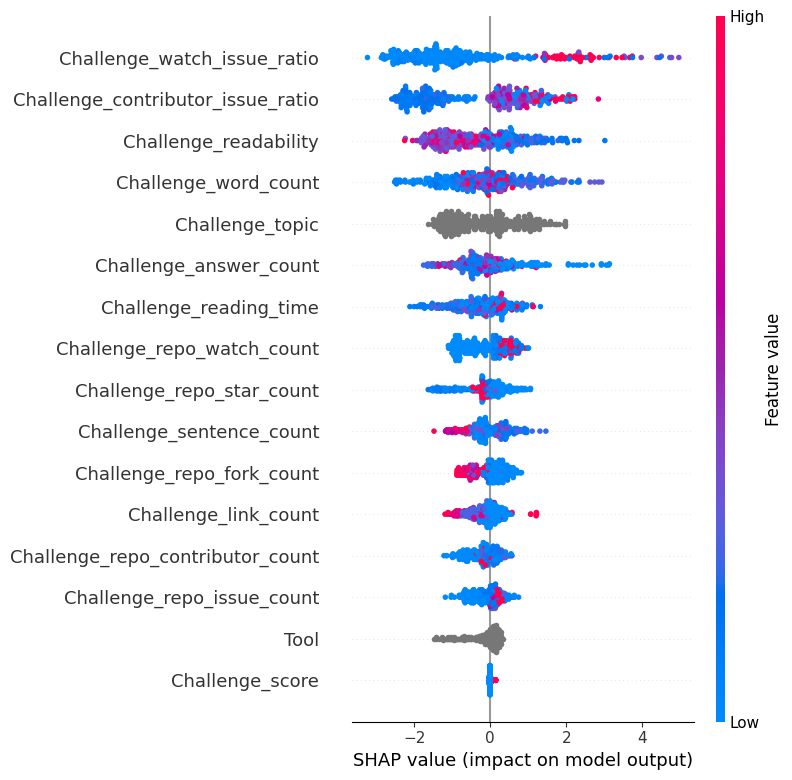 High
Challenge_watch_issue_ratio
Challenge_contributor_issue_ratio
Challenge_readability
Challenge_word_count
Challenge_topic
Challenge_answer_count
Challenge_reading_time
Challenge_repo_watch_count
Challenge_repo_star_count
Challenge_sentence_count
Challenge_repo_fork_count
Challenge_link_count
Challenge_repo_contributor_count
Challenge_repo_issue_count
Tool
Challenge_score
Feature value
Low
−2 0 2 4
SHAP value (impact on model output)